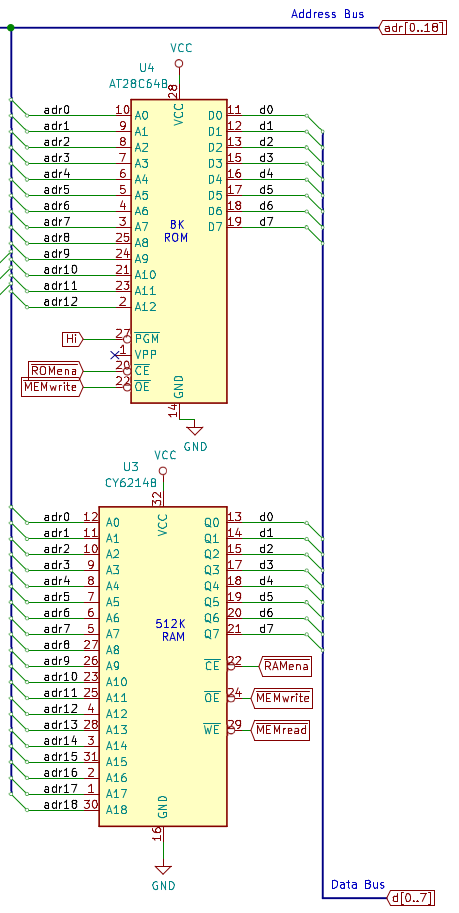 Address Bus
adr[0..18]
VCC
U4
AT28C64B
28
VCC
adr0 10 A0 D0 11 d0
adr1 9 A1 D1 12 d1
adr2 8 A2 D2 13 d2
adr3 7 A3 D3 15 d3
adr4 6 A4 D4 16 d4
adr5 5 A5 D5 17 d5
adr6 4 A6 D6 18 d6
adr7 3 A7 D7 19 d7
adr8 25 A8
adr9 24 A9
adr10 21 A10
adr11 23 A11
adr12 2 A12
BK
ROM
Hi 27 PGM
1 VPP
ROMena 20 CE
MEMwrite 22 OE
GND
14
GND
VCC
U3
CY62148
32
VCC
adr0 12 A0 Q0 13 d0
adr1 11 A1 Q1 14 d1
adr2 10 A2 Q2 15 d2
adr3 9 A3 Q3 17 d3
adr4 8 A4 Q4 18 d4
adr5 7 A5 Q5 19 d5
adr6 6 A6 Q6 20 d6
adr7 5 A7 Q7 21 d7
adr8 27 A8
adr9 26 A9
adr10 23 A10
adr11 25 A11
adr12 4 A12
adr13 28 A13
adr14 3 A14
adr15 31 A15
adr16 2 A16
adr17 1 A17
adr18 30 A18
512K
RAM
CE 22 RAMena
OE 24 MEMwrite
WE 29 MEMread
GND
16
GND
Data Bus
d[0..7]